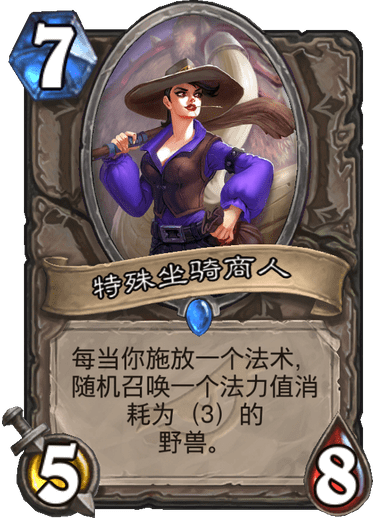 7
特殊坐骑商人
每当你施放一个法术，
随机召唤一个法力值消
耗为（3）的
野兽。
5
8